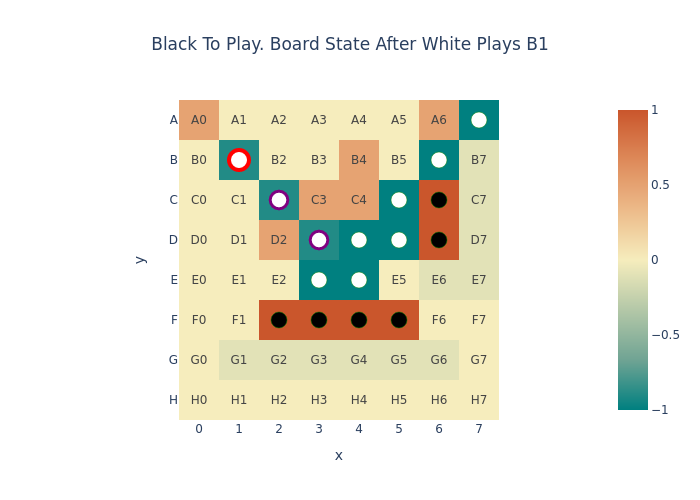 Black To Play. Board State After White Plays B1
A A0 A1 A2 A3 A4 A5 A6
B B0 B2 B3 B4 B5 B7
C C0 C1 C3 C4 C7
D D0 D1 D2 D7
E E0 E1 E2 E5 E6 E7
F F0 F1 F6 F7
G G0 G1 G2 G3 G4 G5 G6 G7
H H0 H1 H2 H3 H4 H5 H6 H7
0 1 2 3 4 5 6 7
x
y
1
0.5
0
−0.5
−1